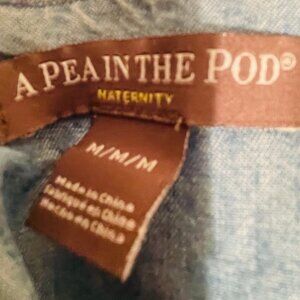 A PEA IN THE POD®
MATERNITY
M/M/M
Made in China
Fabriqué en Chine
Hecho en China